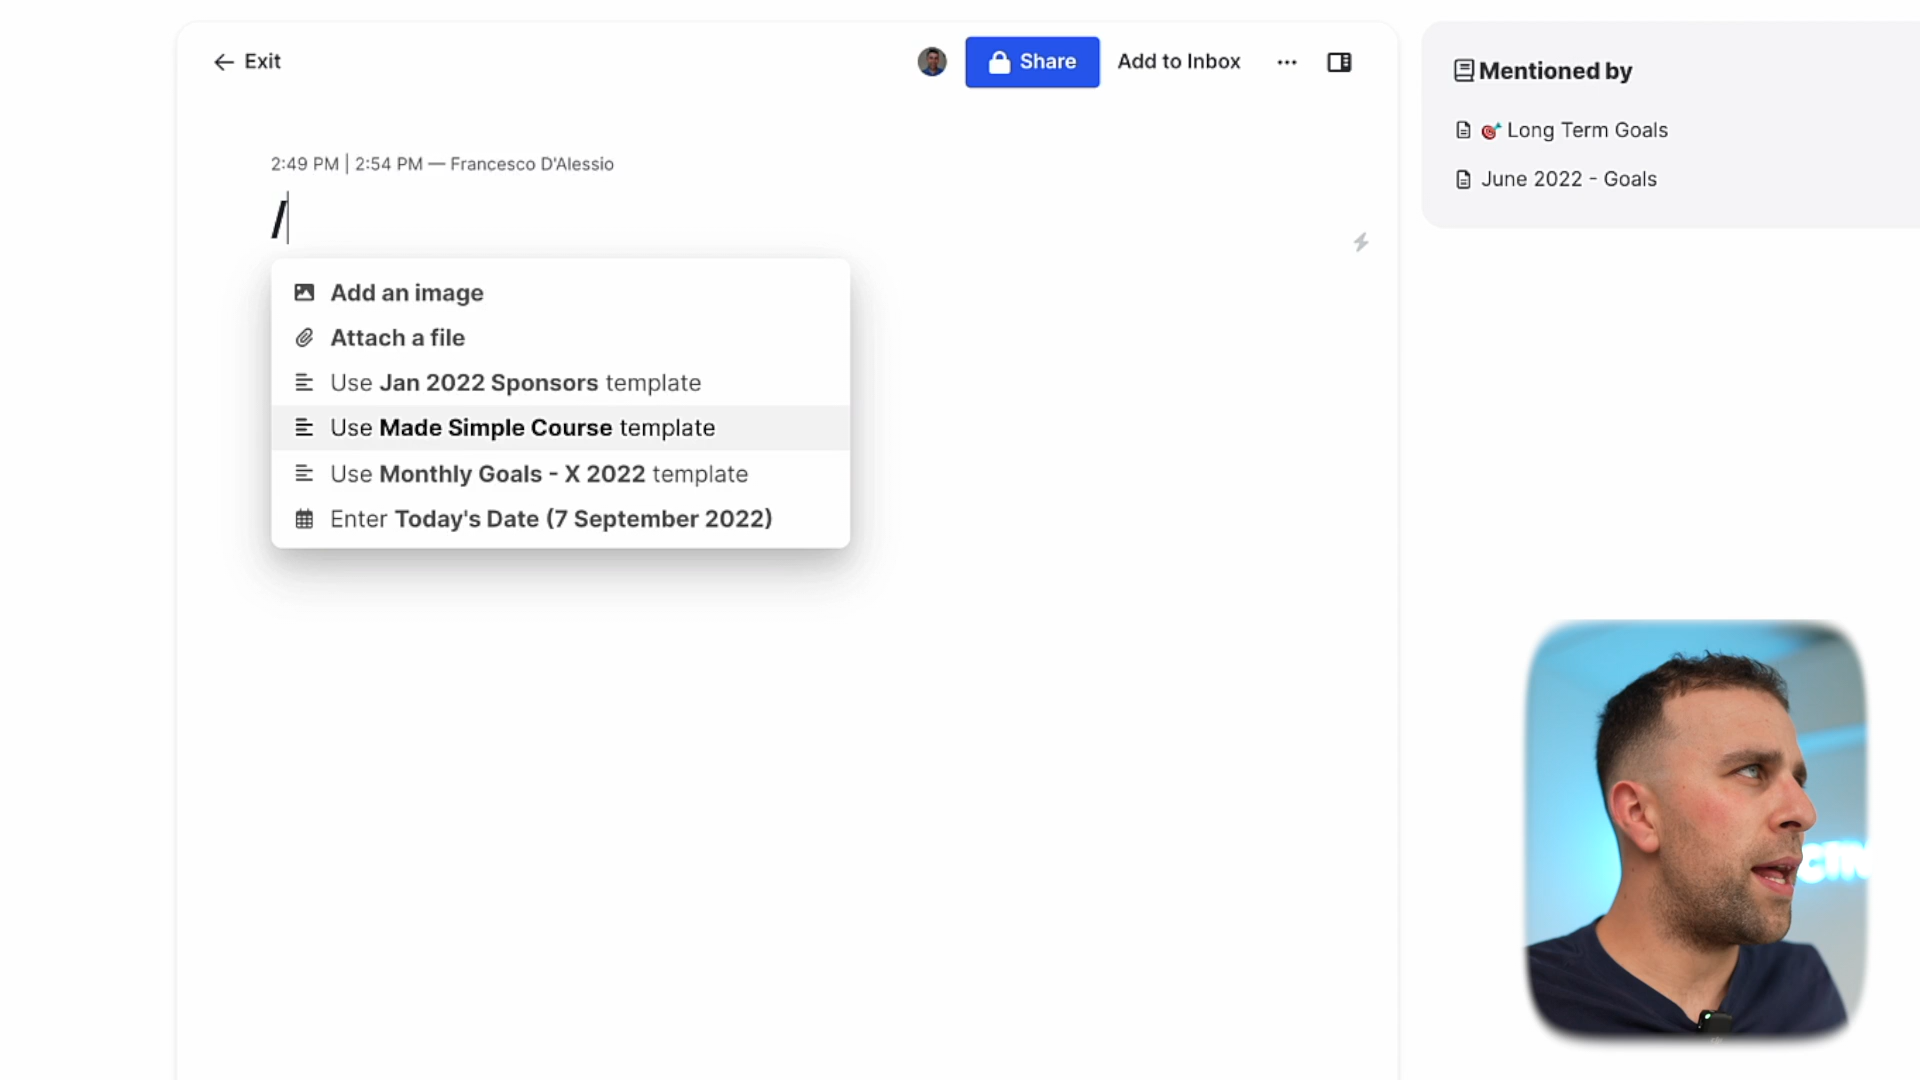 Exit
Share
Add to Inbox
2:49 PM | 2:54 PM — Francesco D'Alessio
/
Add an image
Attach a file
Use Jan 2022 Sponsors template
Use Made Simple Course template
Use Monthly Goals - X 2022 template
Enter Today's Date (7 September 2022)
Mentioned by
Long Term Goals
June 2022 - Goals